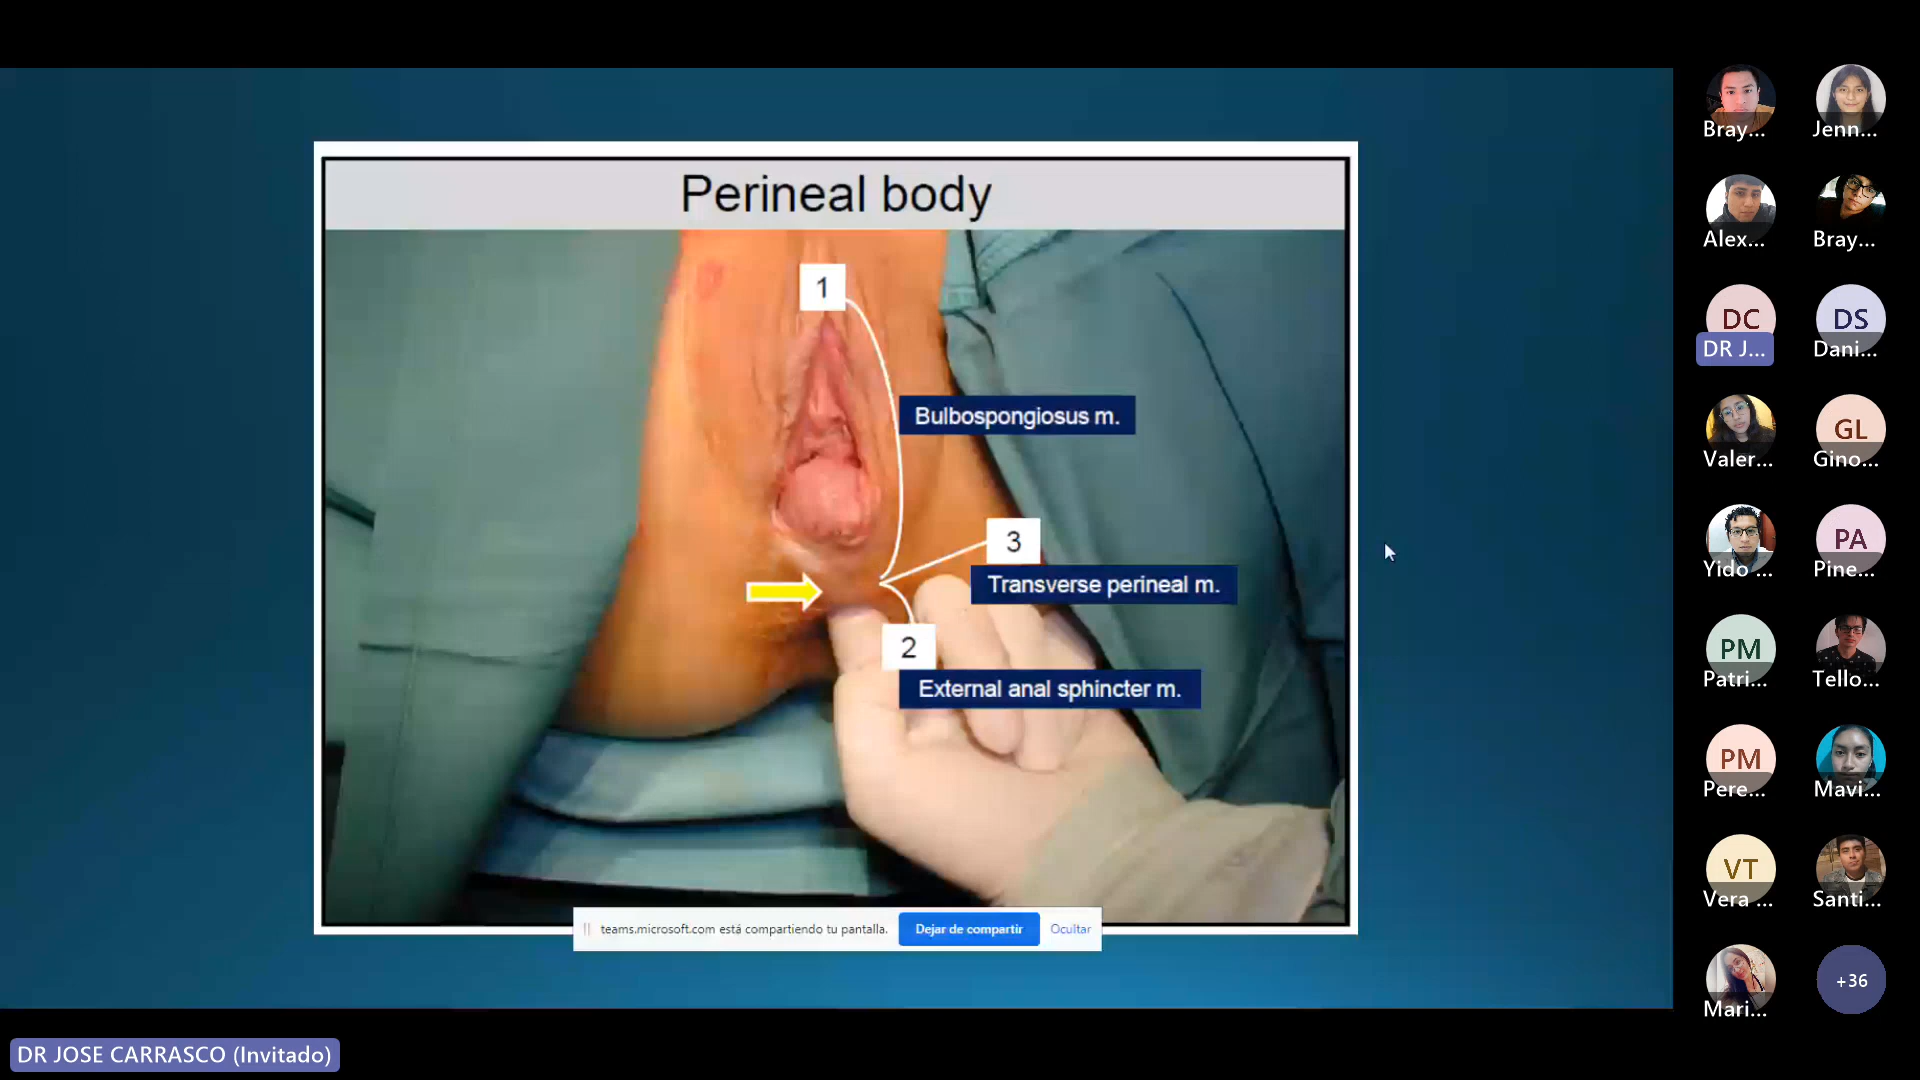 Perineal body
1
Bulbospongiosus m.
3
Transverse perineal m.
2
External anal sphincter m.
teams.microsoft.com está compartiendo tu pantalla.
Dejar de compartir
Ocultar
Bray...
Jenn...
Alex...
Bray...
DC
DR J...
DS
Dani...
Valer...
GL
Gino...
Yido ...
PA
Pine...
PM
Patri...
Tello...
PM
Pere...
Mavi...
VT
Vera ...
Santi...
Mari...
+36
DR JOSE CARRASCO (Invitado)